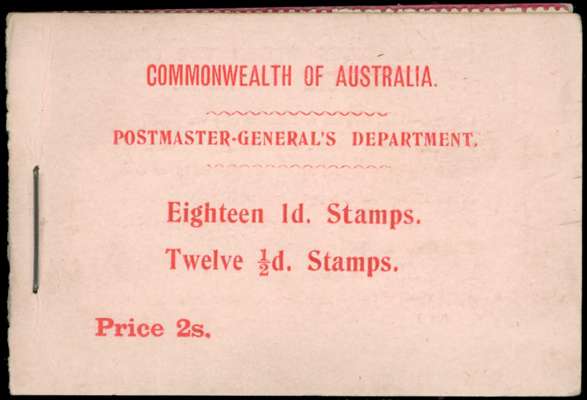 COMMONWEALTH OF AUSTRALIA.
POSTMASTER-GENERAL'S DEPARTMENT.
Eighteen 1d. Stamps.
Twelve ½d. Stamps.
Price 2s.